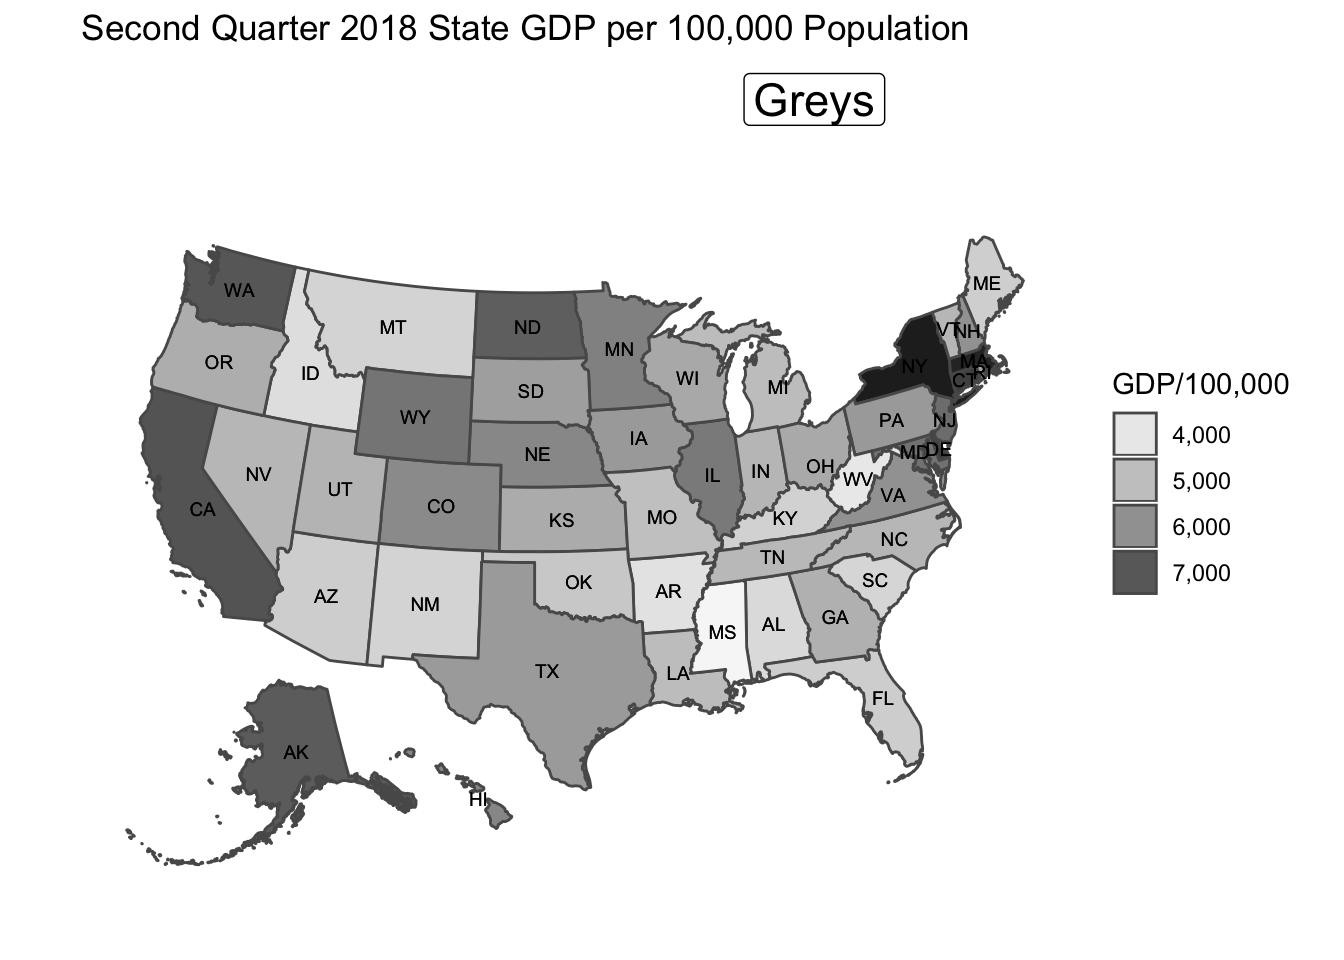 Second Quarter 2018 State GDP per 100,000 Population
Greys
ME
WA
MT
ND
VT
NH
MN
MA
OR
NY
RI
ID
WI
CT
MI
SD
WY
PA
NJ
IA
MD
DE
NE
OH
NV
IL
IN
WV
UT
VA
CO
CA
MO
KY
KS
NC
TN
OK
SC
AR
AZ
NM
GA
AL
MS
TX
LA
FL
AK
HI
GDP/100,000
4,000
5,000
6,000
7,000